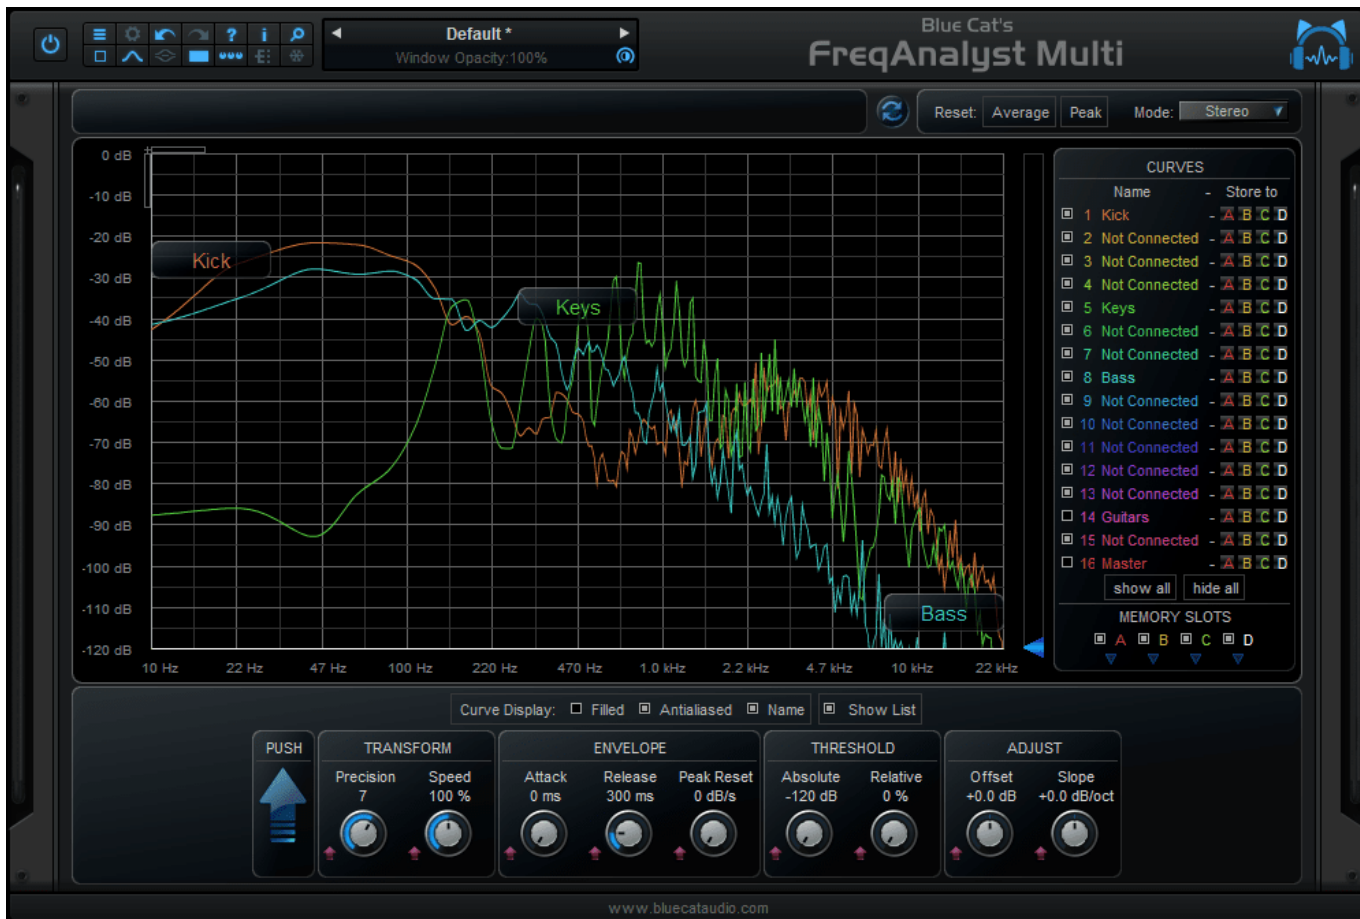 Blue Cat's
FreqAnalyst Multi
Default *
Window Opacity:100%
Reset: Average Peak Mode: Stereo
0 dB
-10 dB
-20 dB
-30 dB
-40 dB
-50 dB
-60 dB
-70 dB
-80 dB
-90 dB
-100 dB
-110 dB
-120 dB
Kick
Keys
Bass
10 Hz 22 Hz 47 Hz 100 Hz 220 Hz 470 Hz 1.0 kHz 2.2 kHz 4.7 kHz 10 kHz 22 kHz
CURVES
Name - Store to
1 Kick - A B C D
2 Not Connected - A B C D
3 Not Connected - A B C D
4 Not Connected - A B C D
5 Keys - A B C D
6 Not Connected - A B C D
7 Not Connected - A B C D
8 Bass - A B C D
9 Not Connected - A B C D
10 Not Connected - A B C D
11 Not Connected - A B C D
12 Not Connected - A B C D
13 Not Connected - A B C D
14 Guitars - A B C D
15 Not Connected - A B C D
16 Master - A B C D
show all hide all
MEMORY SLOTS
A B C D
Curve Display: Filled Antialiased Name Show List
PUSH
TRANSFORM
Precision Speed
7 100 %
ENVELOPE
Attack Release Peak Reset
0 ms 300 ms 0 dB/s
THRESHOLD
Absolute Relative
-120 dB 0 %
ADJUST
Offset Slope
+0.0 dB +0.0 dB/oct
www.bluecataudio.com